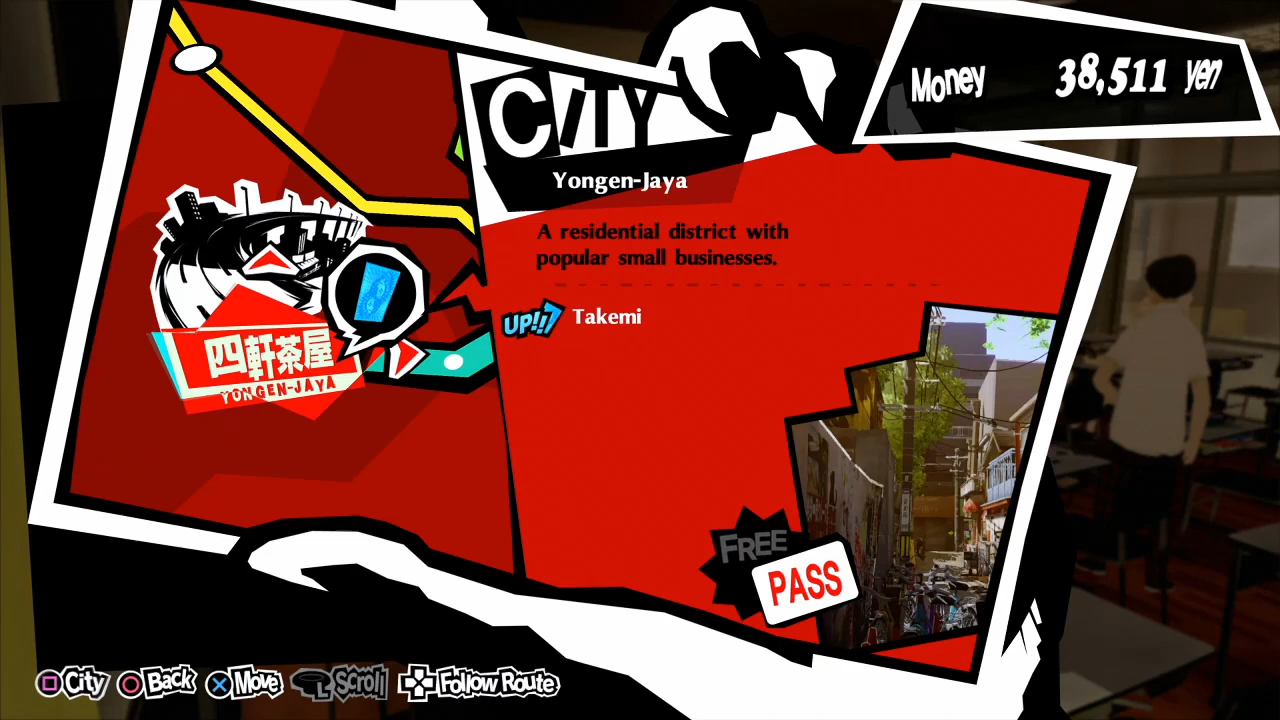 CITY
Money 38,511 yen
Yongen-Jaya
A residential district with
popular small businesses.
UP!! Takemi
四軒茶屋
YONGEN-JAYA
FREE
PASS
City Back Move L Scroll Follow Route